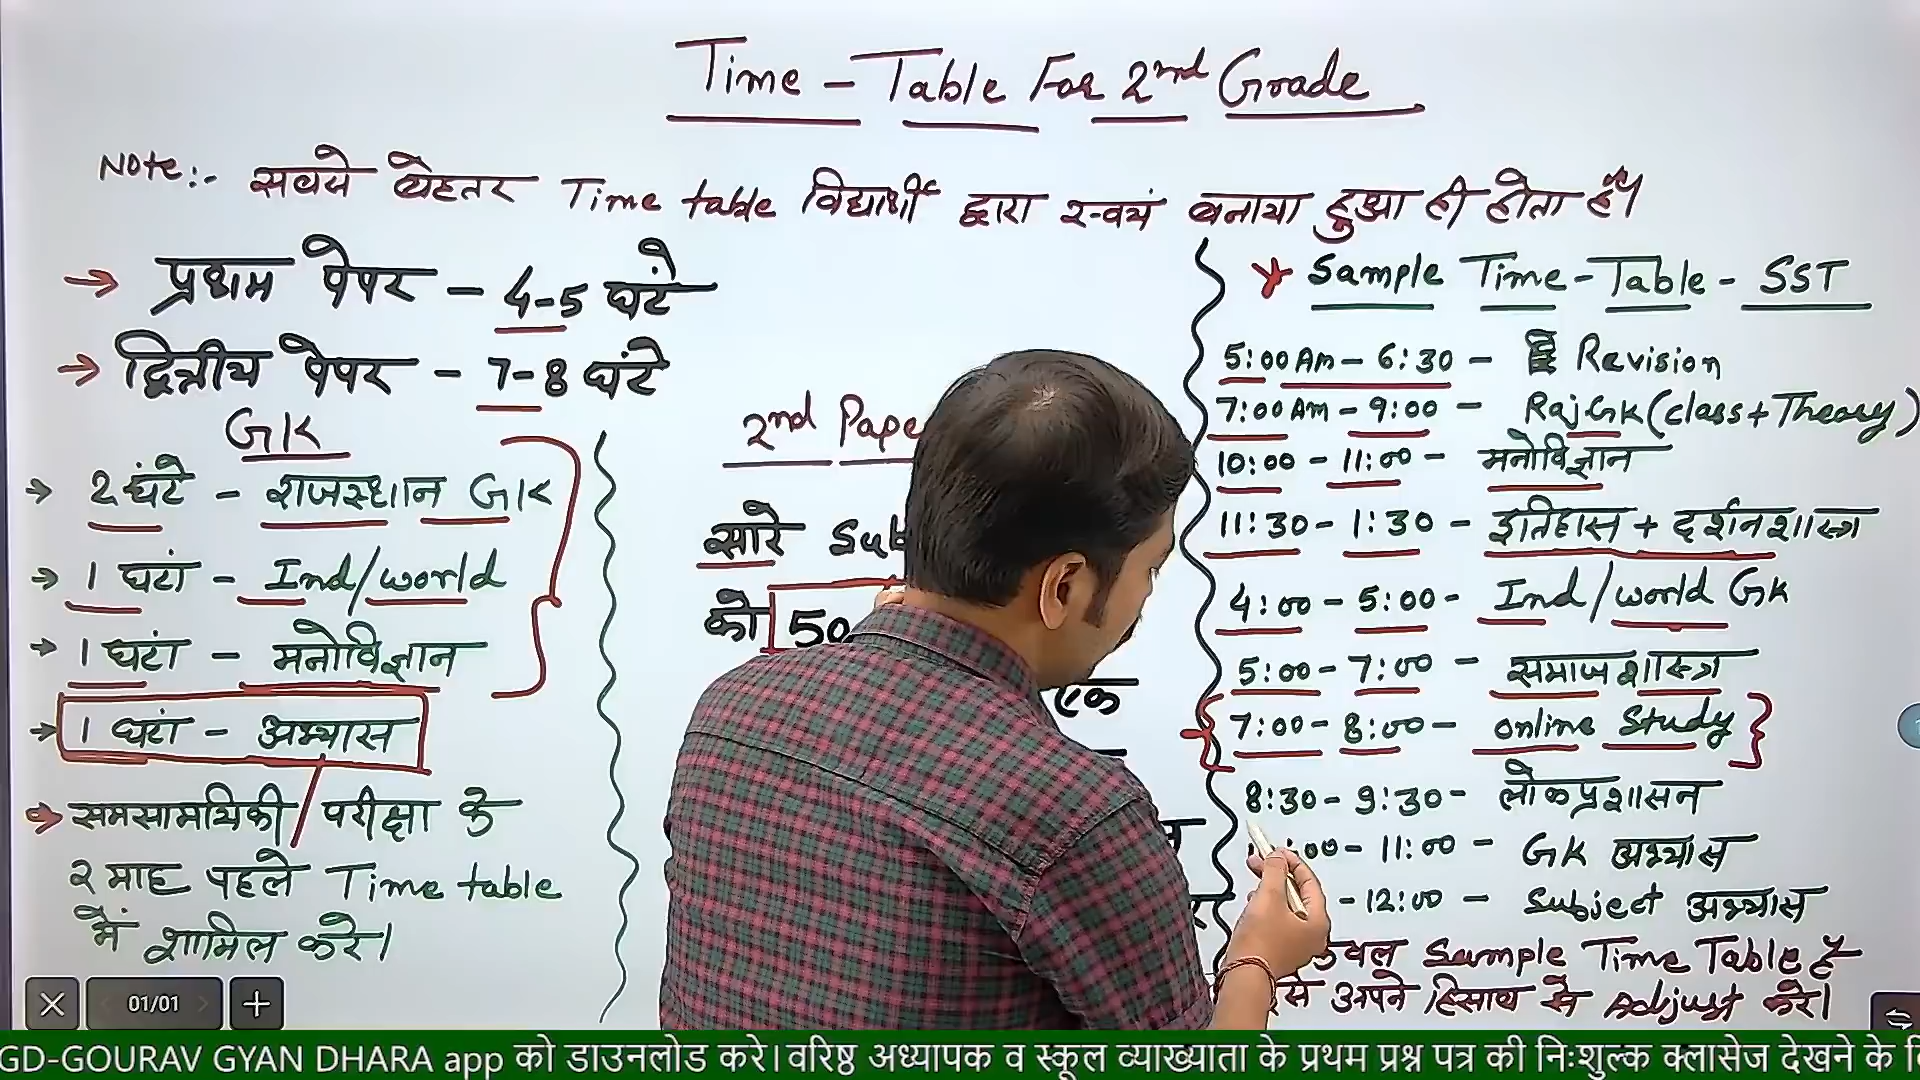 Time - Table For 2nd Grade
Note:- सबसे बेहतर Time table विद्यार्थी द्वारा स्वयं बनाया हुआ ही होता है।
→ प्रथम पेपर - 4-5 घंटे
→ द्वितीय पेपर - 7-8 घंटे
GK
→ 2 घंटे - राजस्थान GK
→ 1 घंटा - Ind/world
→ 1 घंटा - मनोविज्ञान
→ 1 घंटा - अभ्यास
→ समसामयिकी / परीक्षा के
2 माह पहले Time table
में शामिल करे।
2nd Pape
सारे Sub
को 50
एक
* Sample Time-Table - SST
5:00 Am - 6:30 - Revision
7:00 Am - 9:00 - Raj GK (class + Theory)
10:00 - 11:00 - मनोविज्ञान
11:30 - 1:30 - इतिहास + दर्शनशास्त्र
4:00 - 5:00 - Ind/world GK
5:00 - 7:00 - समाजशास्त्र
→ { 7:00 - 8:00 - online Study }
8:30 - 9:30 - लोकप्रशासन
:00 - 11:00 - GK अभ्यास
- 12:00 - Subject अभ्यास
Sample Time Table है
अपने हिसाब से Adjust करे।
01/01
GD-GOURAV GYAN DHARA app को डाउनलोड करे। वरिष्ठ अध्यापक व स्कूल व्याख्याता के प्रथम प्रश्न पत्र की निःशुल्क क्लासेज देखने के